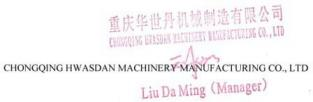 重庆华世丹机械制造有限公司
CHONGQING HWASDAN MACHINERY MANUFACTURING CO., LTD
CHONGQING HWASDAN MACHINERY MANUFACTURING CO., LTD
Liu Da Ming (Manager)